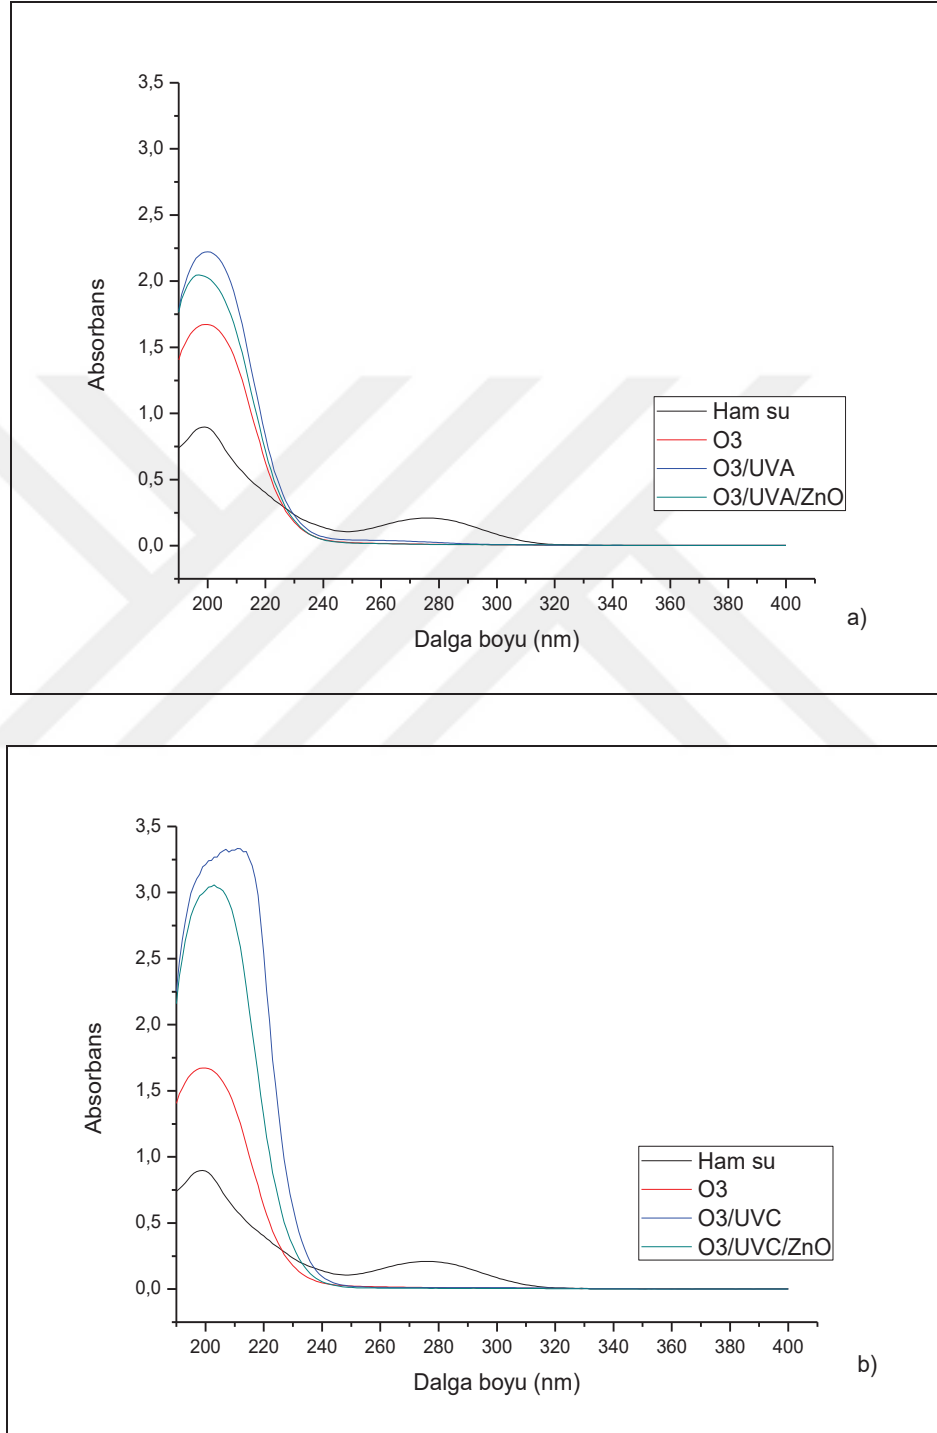 3,5
3,0
2,5
2,0
1,5
1,0
0,5
0,0
Absorbans
Ham su
O3
O3/UVA
O3/UVA/ZnO
200 220 240 260 280 300 320 340 360 380 400
Dalga boyu (nm)
a)
3,5
3,0
2,5
2,0
1,5
1,0
0,5
0,0
Absorbans
Ham su
O3
O3/UVC
O3/UVC/ZnO
200 220 240 260 280 300 320 340 360 380 400
Dalga boyu (nm)
b)